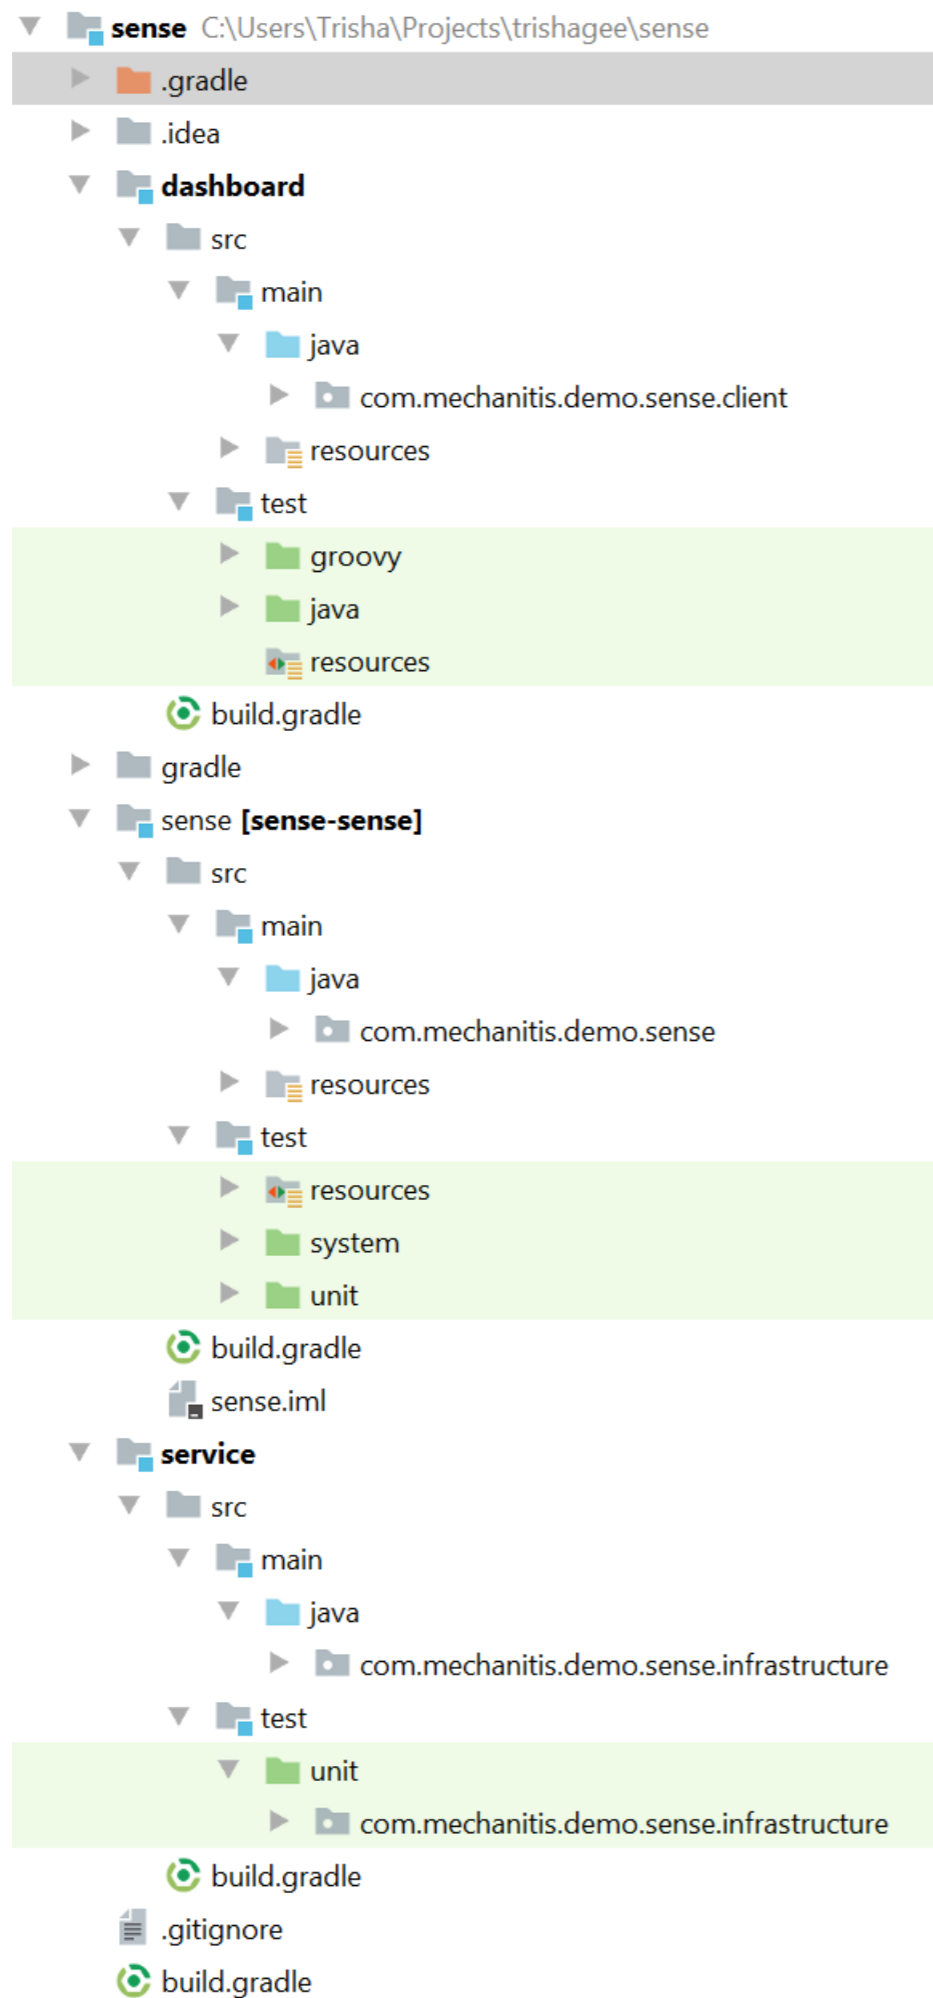 sense C:\Users\Trisha\Projects\trishagee\sense
.gradle
.idea
dashboard
src
main
java
com.mechanitis.demo.sense.client
resources
test
groovy
java
resources
build.gradle
gradle
sense [sense-sense]
src
main
java
com.mechanitis.demo.sense
resources
test
resources
system
unit
build.gradle
sense.iml
service
src
main
java
com.mechanitis.demo.sense.infrastructure
test
unit
com.mechanitis.demo.sense.infrastructure
build.gradle
.gitignore
build.gradle